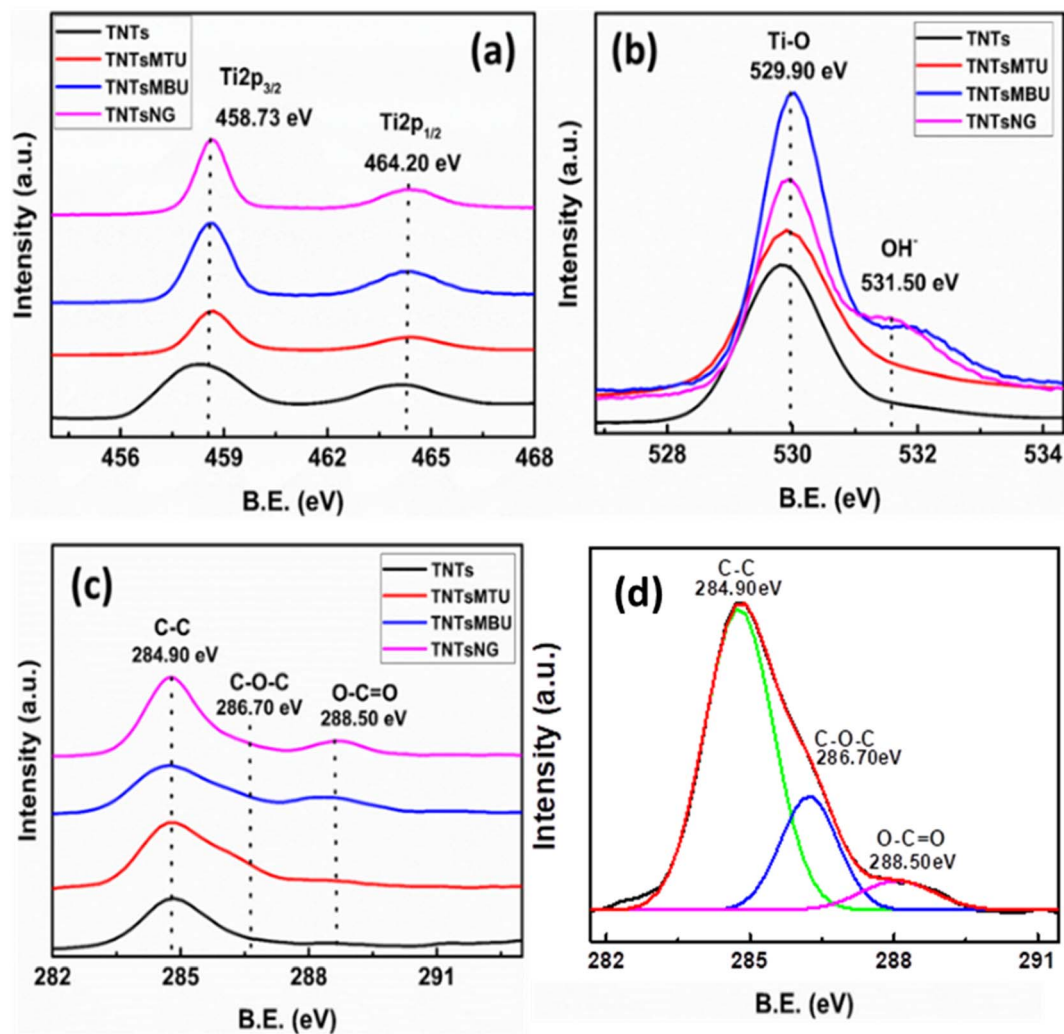 TNTs
TNTsMTU
TNTsMBU
TNTsNG
(a)
Ti2p3/2
458.73 eV
Ti2p1/2
464.20 eV
Intensity (a.u.)
456 459 462 465 468
B.E. (eV)
(b)
Ti-O
529.90 eV
TNTs
TNTsMTU
TNTsMBU
TNTsNG
OH-
531.50 eV
Intensity (a.u.)
528 530 532 534
B.E. (eV)
(c)
TNTs
TNTsMTU
TNTsMBU
TNTsNG
C-C
284.90 eV
C-O-C
286.70 eV
O-C=O
288.50 eV
Intensity (a.u.)
282 285 288 291
B.E. (eV)
(d)
C-C
284.90eV
C-O-C
286.70eV
O-C=O
288.50eV
Intensity (a.u.)
282 285 288 291
B.E. (eV)